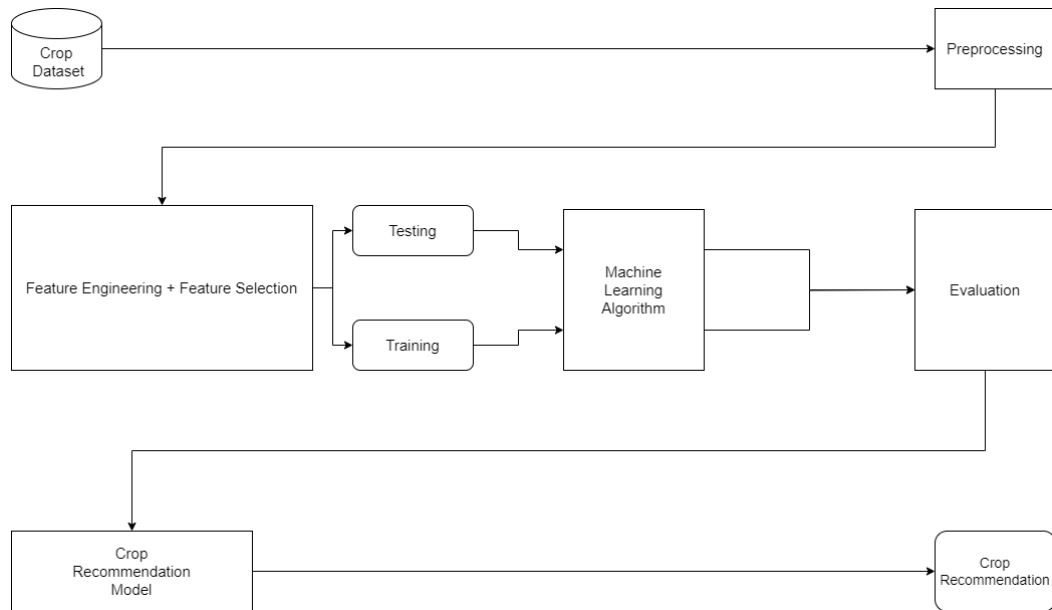 Crop
Dataset
Preprocessing
Feature Engineering + Feature Selection
Testing
Training
Machine
Learning
Algorithm
Evaluation
Crop
Recommendation
Model
Crop
Recommendation